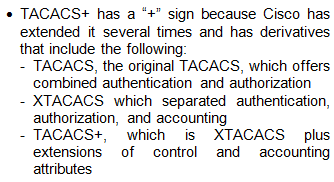 • TACACS+ has a “+” sign because Cisco has
extended it several times and has derivatives
that include the following:
- TACACS, the original TACACS, which offers
combined authentication and authorization
- XTACACS which separated authentication,
authorization, and accounting
- TACACS+, which is XTACACS plus
extensions of control and accounting
attributes